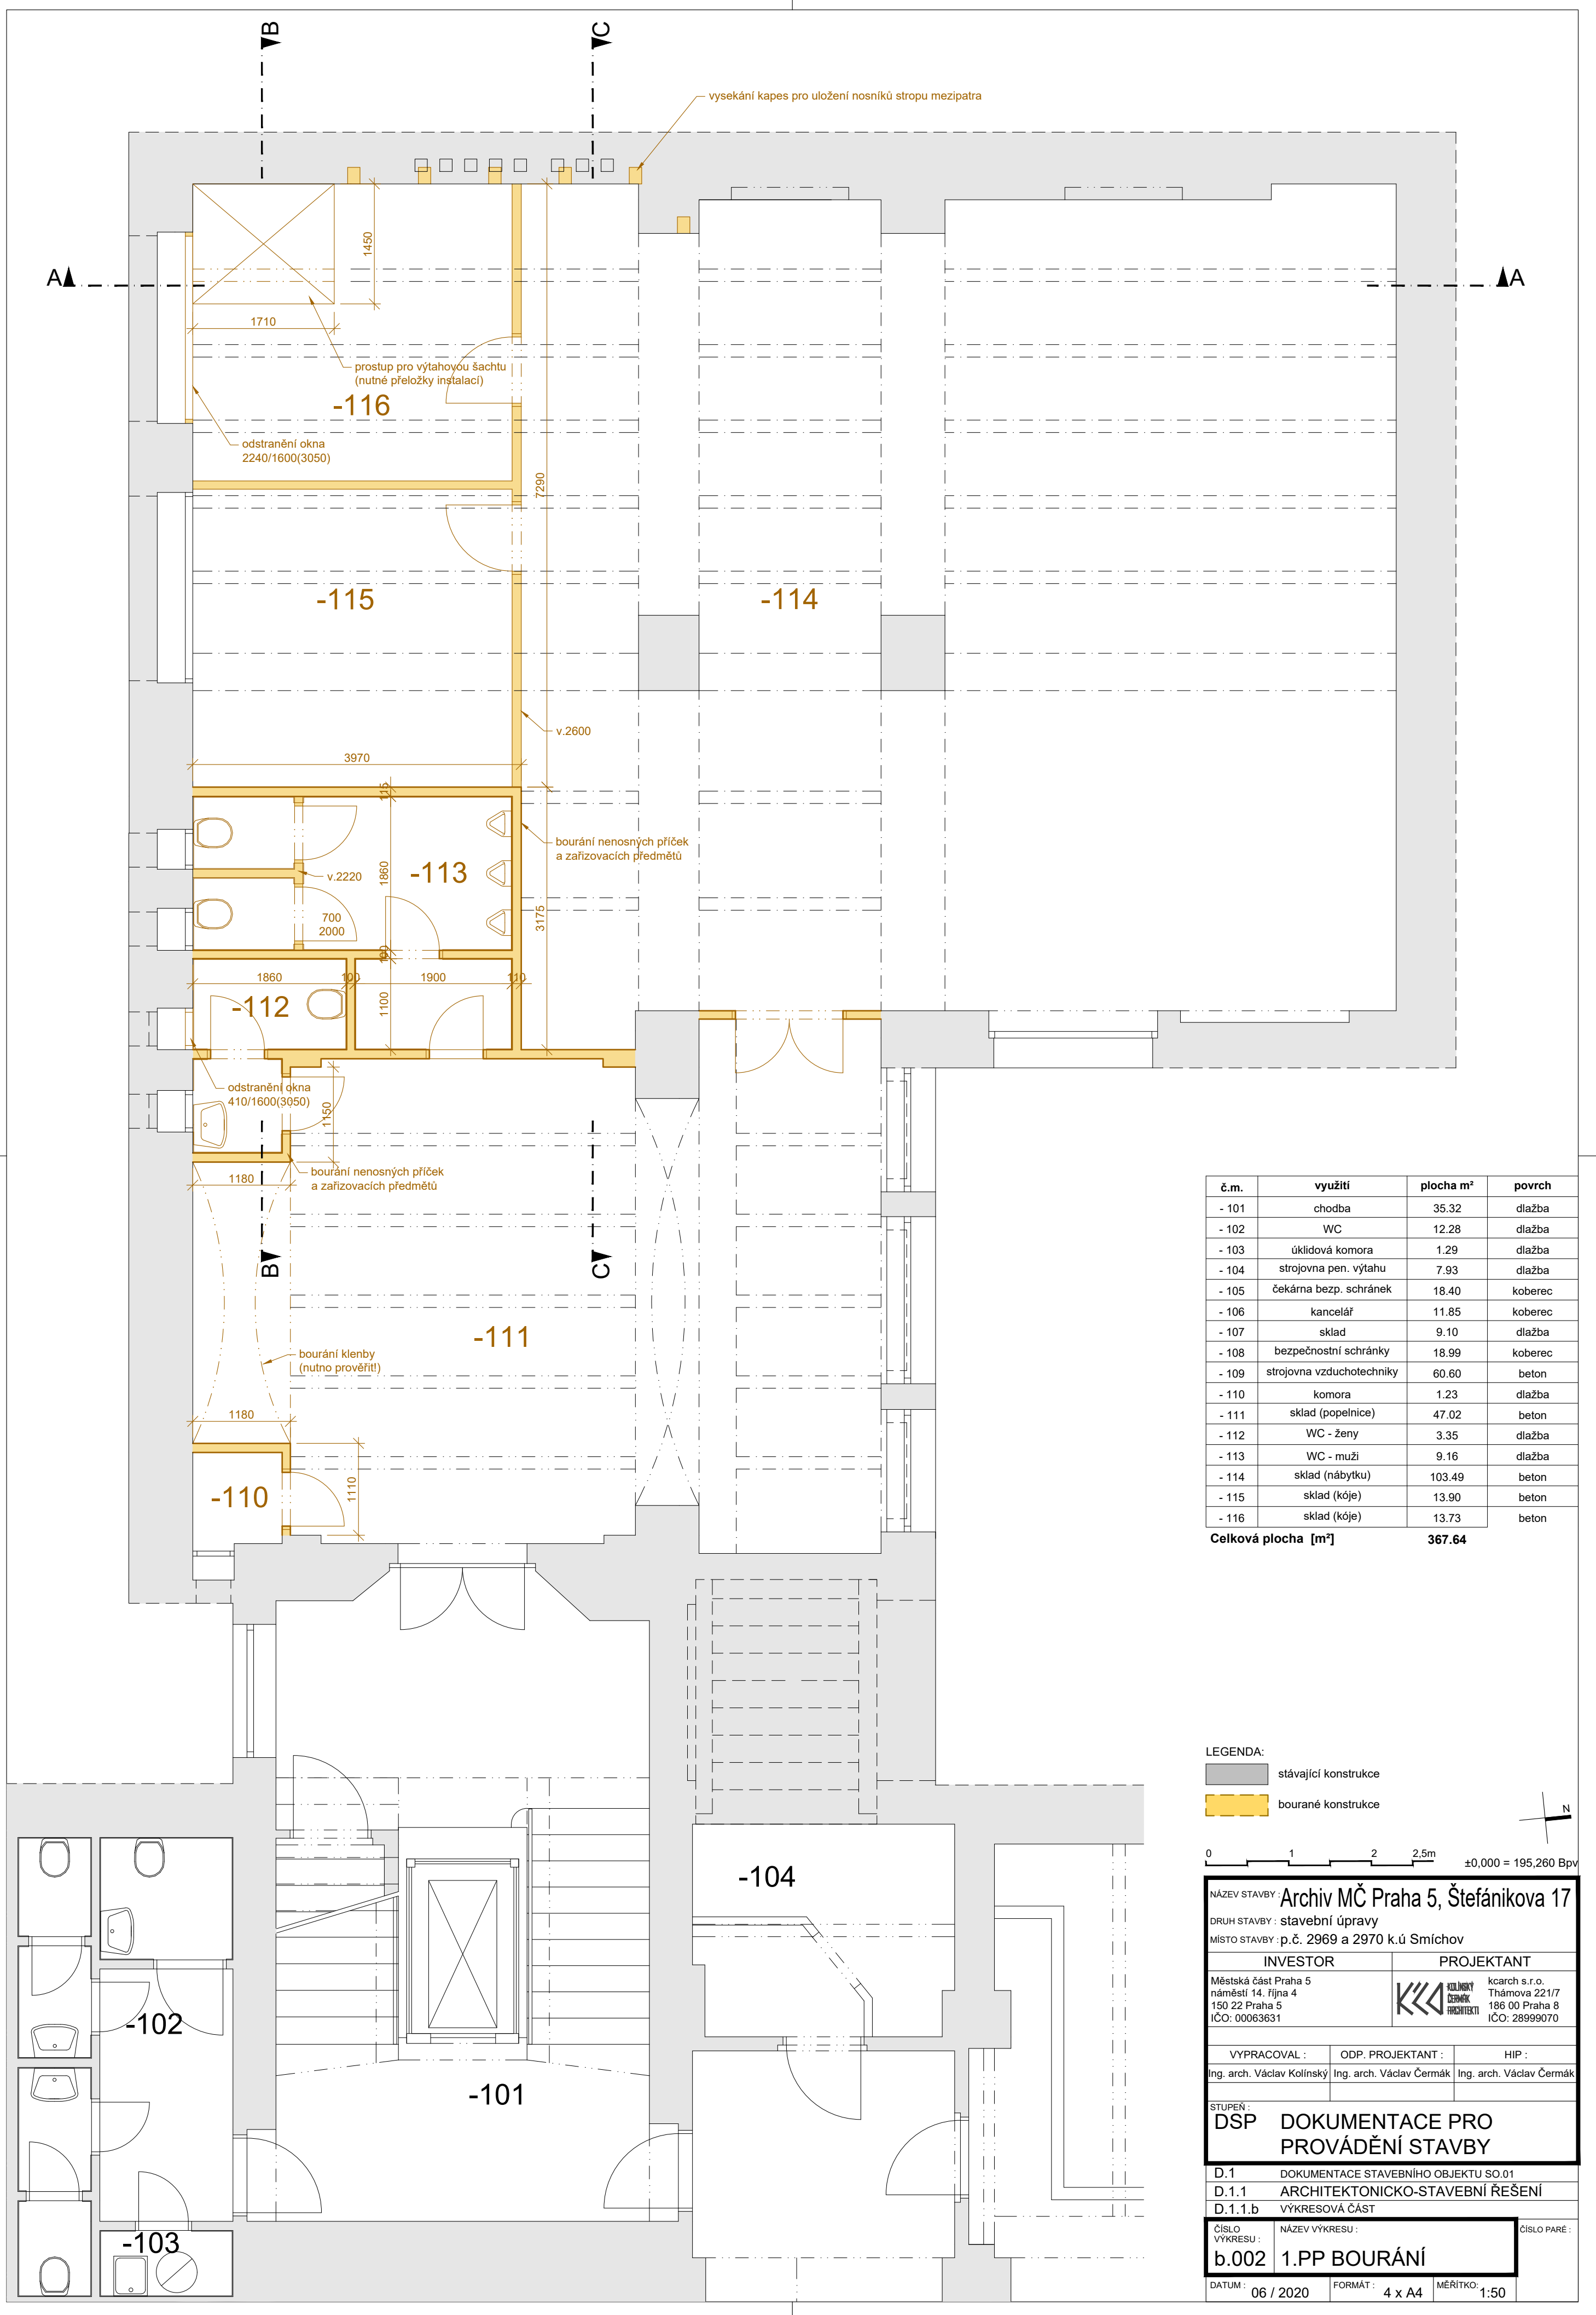 B
C
vysekání kapes pro uložení nosníků stropu mezipatra
A
A
1450
1710
prostup pro výtahovou šachtu
(nutné přeložky instalací)
-116
odstranění okna
2240/1600(3050)
7290
-115
-114
v.2600
3970
115
bourání nenosných příček
a zařizovacích předmětů
v.2220
1860
-113
700
2000
3175
100
1860
100
1900
110
-112
1100
odstranění okna
410/1600(3050)
1150
bourání nenosných příček
a zařizovacích předmětů
1180
B
C
-111
bourání klenby
(nutno prověřit!)
1180
-110
1110
č.m. využití plocha m² povrch
- 101 chodba 35.32 dlažba
- 102 WC 12.28 dlažba
- 103 úklidová komora 1.29 dlažba
- 104 strojovna pen. výtahu 7.93 dlažba
- 105 čekárna bezp. schránek 18.40 koberec
- 106 kancelář 11.85 koberec
- 107 sklad 9.10 dlažba
- 108 bezpečnostní schránky 18.99 koberec
- 109 strojovna vzduchotechniky 60.60 beton
- 110 komora 1.23 dlažba
- 111 sklad (popelnice) 47.02 beton
- 112 WC - ženy 3.35 dlažba
- 113 WC - muži 9.16 dlažba
- 114 sklad (nábytku) 103.49 beton
- 115 sklad (kóje) 13.90 beton
- 116 sklad (kóje) 13.73 beton
Celková plocha [m²] 367.64
LEGENDA:
stávající konstrukce
bourané konstrukce
N
0 1 2 2,5m
±0,000 = 195,260 Bpv
-104
-102
-101
-103
NÁZEV STAVBY : Archiv MČ Praha 5, Štefánikova 17
DRUH STAVBY : stavební úpravy
MÍSTO STAVBY : p.č. 2969 a 2970 k.ú Smíchov
INVESTOR PROJEKTANT
Městská část Praha 5
náměstí 14. října 4
150 22 Praha 5
IČO: 00063631
KČA KOLÍNSKÝ
ČERMÁK
ARCHITEKTI
kcarch s.r.o.
Thámova 221/7
186 00 Praha 8
IČO: 28999070
VYPRACOVAL : ODP. PROJEKTANT : HIP :
Ing. arch. Václav Kolínský Ing. arch. Václav Čermák Ing. arch. Václav Čermák
STUPEŇ :
DSP DOKUMENTACE PRO
PROVÁDĚNÍ STAVBY
D.1 DOKUMENTACE STAVEBNÍHO OBJEKTU SO.01
D.1.1 ARCHITEKTONICKO-STAVEBNÍ ŘEŠENÍ
D.1.1.b VÝKRESOVÁ ČÁST
ČÍSLO
VÝKRESU :
NÁZEV VÝKRESU :
ČÍSLO PARÉ :
b.002 1.PP BOURÁNÍ
DATUM : 06 / 2020 FORMÁT : 4 x A4 MĚŘÍTKO: 1:50